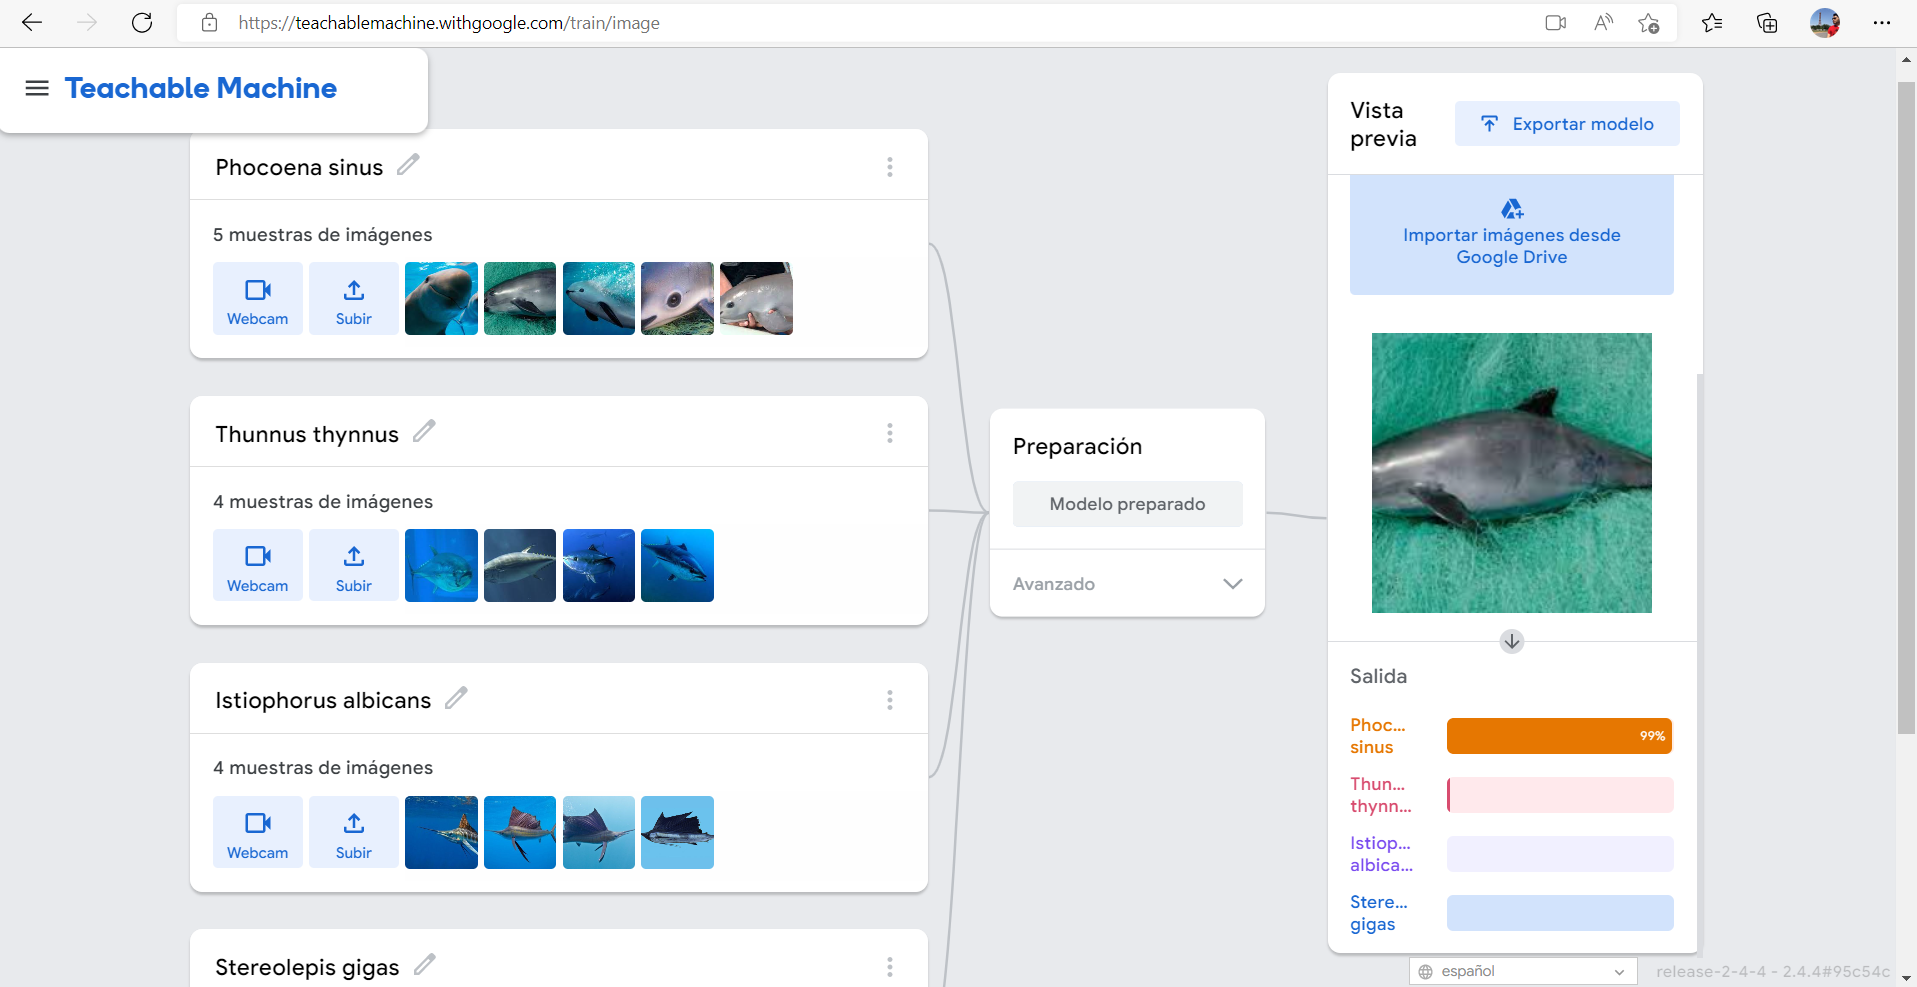 https://teachablemachine.withgoogle.com/train/image
Teachable Machine
Phocoena sinus
5 muestras de imágenes
Webcam
Subir
Thunnus thynnus
4 muestras de imágenes
Webcam
Subir
Istiophorus albicans
4 muestras de imágenes
Webcam
Subir
Stereolepis gigas
Preparación
Modelo preparado
Avanzado
Vista
previa
Exportar modelo
Importar imágenes desde
Google Drive
Salida
Phoc...
sinus
99%
Thun...
thynn...
Istiop...
albica...
Stere...
gigas
español
release-2-4-4 - 2.4.4#95c54c